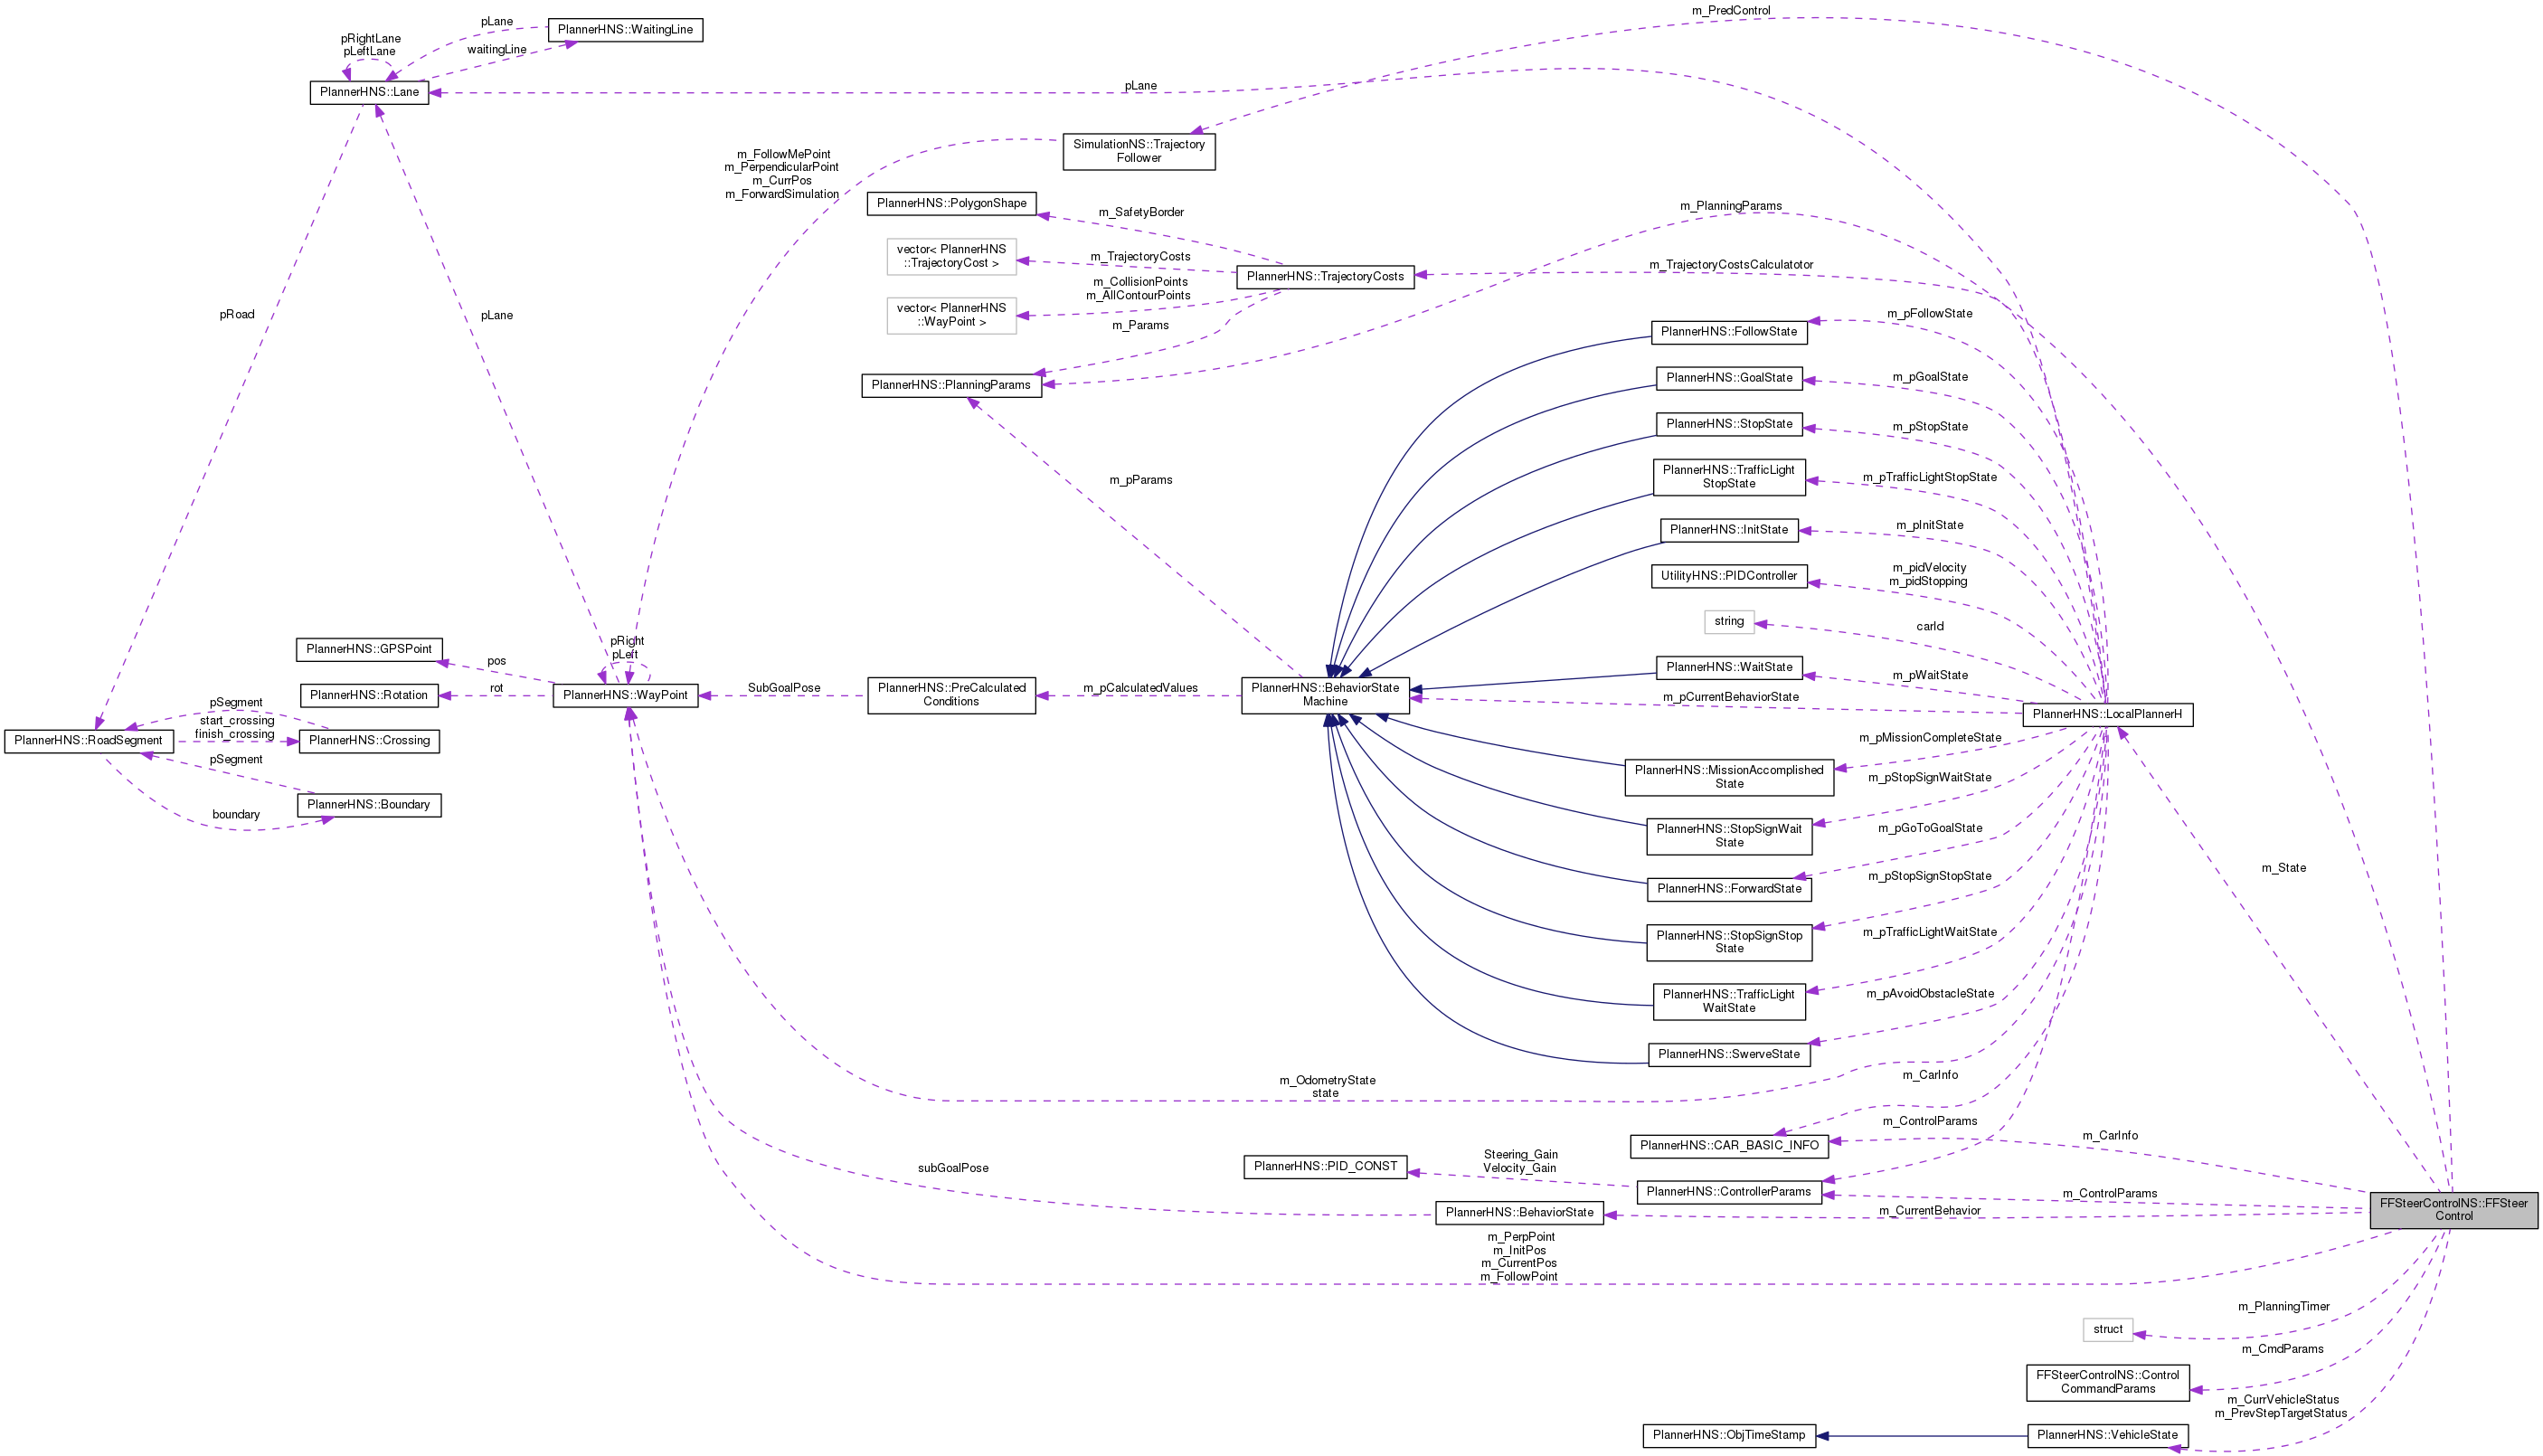 m_PredControl
pLane
PlannerHNS::WaitingLine
pRightLane
pLeftLane
waitingLine
PlannerHNS::Lane
pLane
SimulationNS::Trajectory
Follower
m_FollowMePoint
m_PerpendicularPoint
m_CurrPos
m_ForwardSimulation
PlannerHNS::PolygonShape
m_SafetyBorder
m_PlanningParams
vector< PlannerHNS
::TrajectoryCost >
m_TrajectoryCosts
PlannerHNS::TrajectoryCosts
m_TrajectoryCostsCalculatotor
m_CollisionPoints
m_AllContourPoints
vector< PlannerHNS
::WayPoint >
m_Params
pRoad
pLane
PlannerHNS::FollowState
m_pFollowState
PlannerHNS::PlanningParams
PlannerHNS::GoalState
m_pGoalState
PlannerHNS::StopState
m_pStopState
m_pParams
PlannerHNS::TrafficLight
StopState
m_pTrafficLightStopState
PlannerHNS::InitState
m_pInitState
UtilityHNS::PIDController
m_pidVelocity
m_pidStopping
string
carId
PlannerHNS::GPSPoint
pos
pRight
pLeft
PlannerHNS::WaitState
m_pWaitState
PlannerHNS::Rotation
rot
PlannerHNS::WayPoint
SubGoalPose
PlannerHNS::PreCalculated
Conditions
m_pCalculatedValues
PlannerHNS::BehaviorState
Machine
m_pCurrentBehaviorState
PlannerHNS::LocalPlannerH
pSegment
start_crossing
finish_crossing
PlannerHNS::RoadSegment
PlannerHNS::Crossing
pSegment
m_pMissionCompleteState
PlannerHNS::MissionAccomplished
State
m_pStopSignWaitState
PlannerHNS::Boundary
boundary
PlannerHNS::StopSignWait
State
m_pGoToGoalState
m_State
PlannerHNS::ForwardState
m_pStopSignStopState
PlannerHNS::StopSignStop
State
m_pTrafficLightWaitState
PlannerHNS::TrafficLight
WaitState
m_pAvoidObstacleState
PlannerHNS::SwerveState
m_OdometryState
state
m_CarInfo
m_ControlParams
PlannerHNS::CAR_BASIC_INFO
m_CarInfo
PlannerHNS::PID_CONST
Steering_Gain
Velocity_Gain
subGoalPose
PlannerHNS::ControllerParams
m_ControlParams
PlannerHNS::BehaviorState
m_CurrentBehavior
FFSteerControlNS::FFSteer
Control
m_PerpPoint
m_InitPos
m_CurrentPos
m_FollowPoint
m_PlanningTimer
struct
m_CmdParams
FFSteerControlNS::Control
CommandParams
m_CurrVehicleStatus
m_PrevStepTargetStatus
PlannerHNS::ObjTimeStamp
PlannerHNS::VehicleState